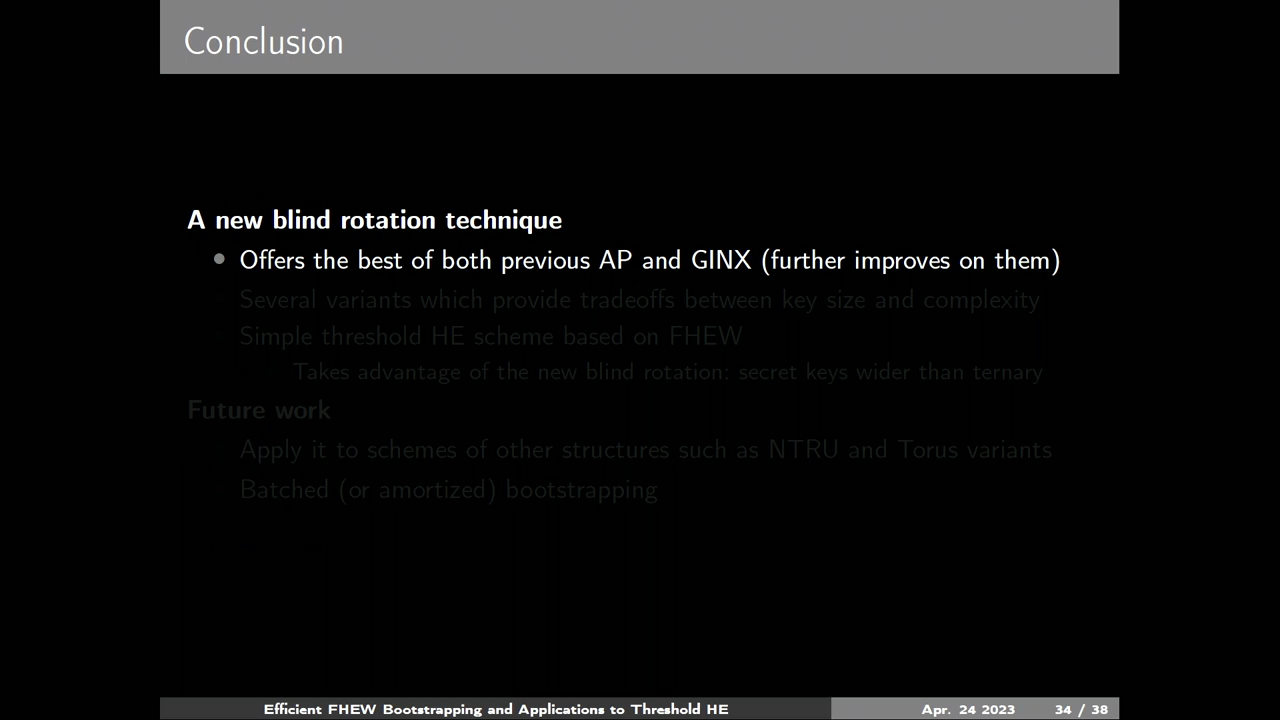 Conclusion
A new blind rotation technique
Offers the best of both previous AP and GINX (further improves on them)
Several variants which provide tradeoffs between key size and complexity
Simple threshold HE scheme based on FHEW
Takes advantage of the new blind rotation: secret keys wider than ternary
Future work
Apply it to schemes of other structures such as NTRU and Torus variants
Batched (or amortized) bootstrapping
Efficient FHEW Bootstrapping and Applications to Threshold HE Apr. 24 2023 34 / 38